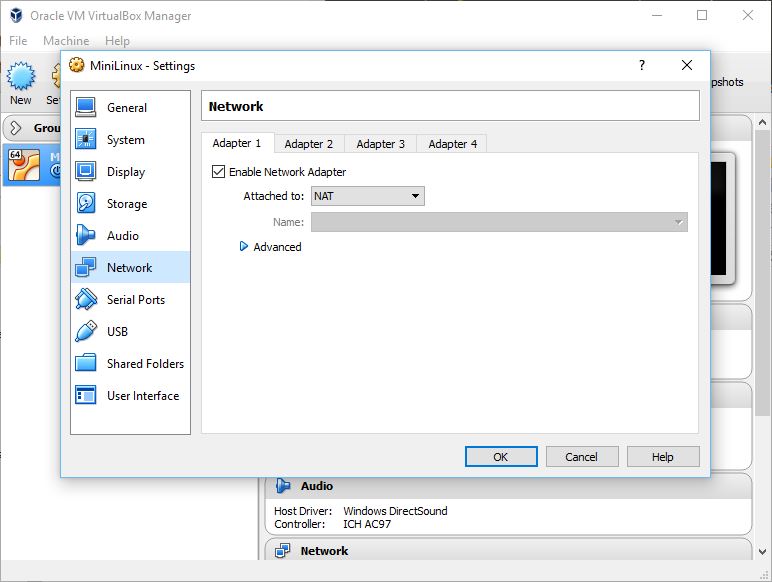 Oracle VM VirtualBox Manager
File Machine Help
New
pshots
Grou
64
MiniLinux - Settings
?
General
System
Display
Storage
Audio
Network
Serial Ports
USB
Shared Folders
User Interface
Network
Adapter 1 Adapter 2 Adapter 3 Adapter 4
Enable Network Adapter
Attached to: NAT
Name:
Advanced
OK Cancel Help
Audio
Host Driver: Windows DirectSound
Controller: ICH AC97
Network